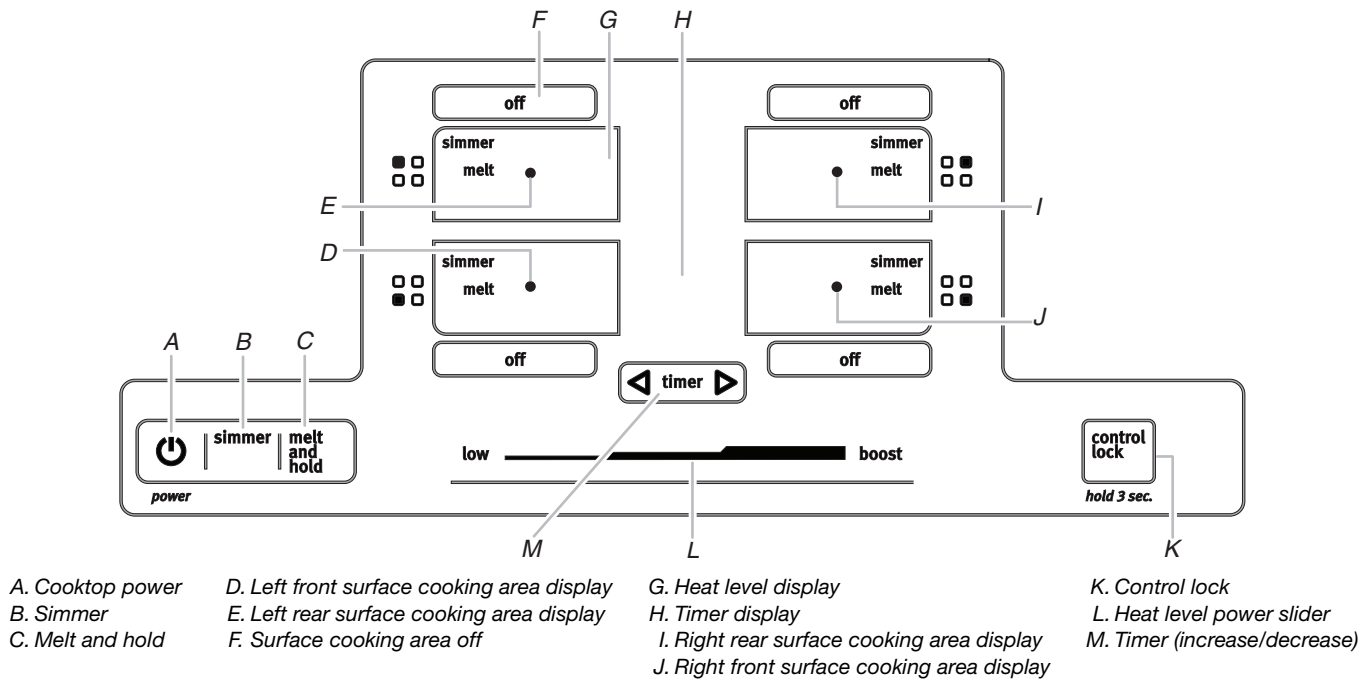 F G H
off off
simmer simmer
melt melt
E I
D
simmer simmer
melt melt
J
A B C
off off
timer
simmer melt and hold
control lock
low boost
power
hold 3 sec.
M L K
A. Cooktop power
B. Simmer
C. Melt and hold
D. Left front surface cooking area display
E. Left rear surface cooking area display
F. Surface cooking area off
G. Heat level display
H. Timer display
I. Right rear surface cooking area display
J. Right front surface cooking area display
K. Control lock
L. Heat level power slider
M. Timer (increase/decrease)